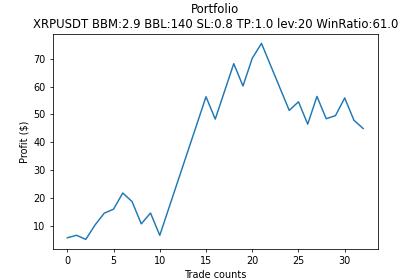 Portfolio
XRPUSDT BBM:2.9 BBL:140 SL:0.8 TP:1.0 lev:20 WinRatio:61.0
Profit ($)
70
60
50
40
30
20
10
0 5 10 15 20 25 30
Trade counts